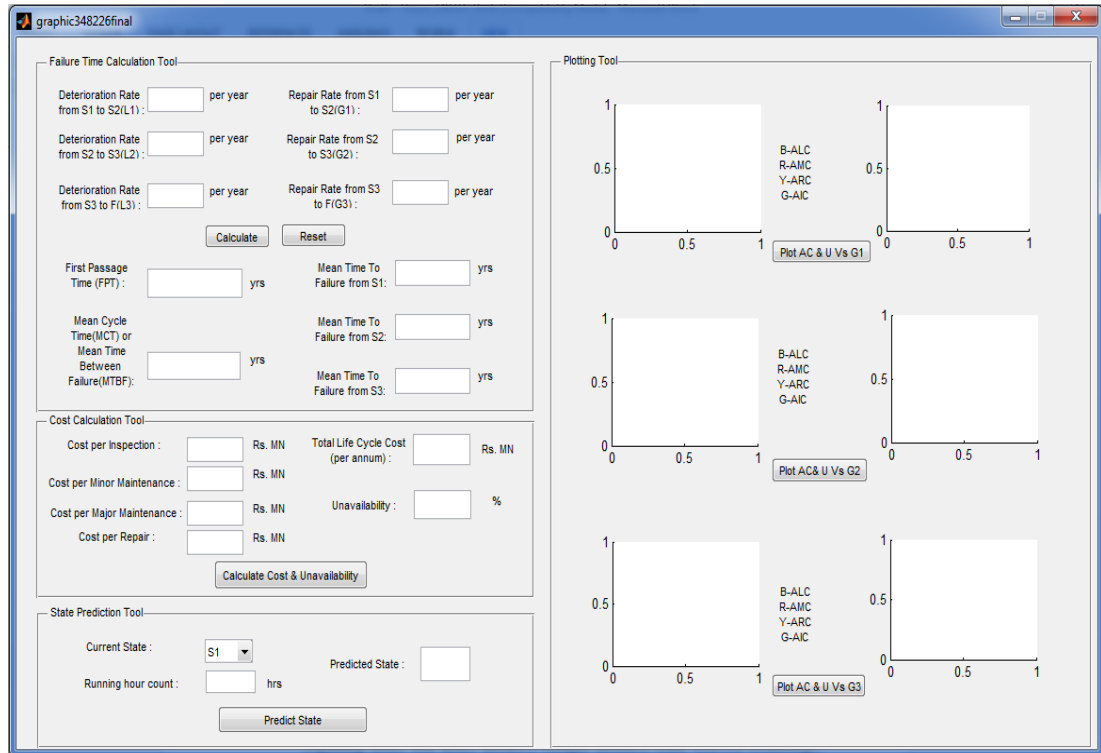 graphic348226final
Failure Time Calculation Tool
Deterioration Rate
from S1 to S2(L1) :
per year
Repair Rate from S1
to S2(G1) :
per year
Deterioration Rate
from S2 to S3(L2) :
per year
Repair Rate from S2
to S3(G2) :
per year
Deterioration Rate
from S3 to F(L3) :
per year
Repair Rate from S3
to F(G3) :
per year
Calculate
Reset
First Passage
Time (FPT) :
yrs
Mean Time To
Failure from S1:
yrs
Mean Cycle
Time(MCT) or
Mean Time
Between
Failure(MTBF):
yrs
Mean Time To
Failure from S2:
yrs
Mean Time To
Failure from S3:
yrs
Cost Calculation Tool
Cost per Inspection :
Rs. MN
Total Life Cycle Cost
(per annum) :
Rs. MN
Cost per Minor Maintenance :
Rs. MN
Unavailability :
%
Cost per Major Maintenance :
Rs. MN
Cost per Repair :
Rs. MN
Calculate Cost & Unavailability
State Prediction Tool
Current State :
S1
Predicted State :
Running hour count :
hrs
Predict State
Plotting Tool
1
0.5
0
0
0.5
1
B-ALC
R-AMC
Y-ARC
G-AIC
1
0.5
0
0
0.5
1
Plot AC & U Vs G1
1
0.5
0
0
0.5
1
B-ALC
R-AMC
Y-ARC
G-AIC
1
0.5
0
0
0.5
1
Plot AC& U Vs G2
1
0.5
0
0
0.5
1
B-ALC
R-AMC
Y-ARC
G-AIC
1
0.5
0
0
0.5
1
Plot AC & U Vs G3